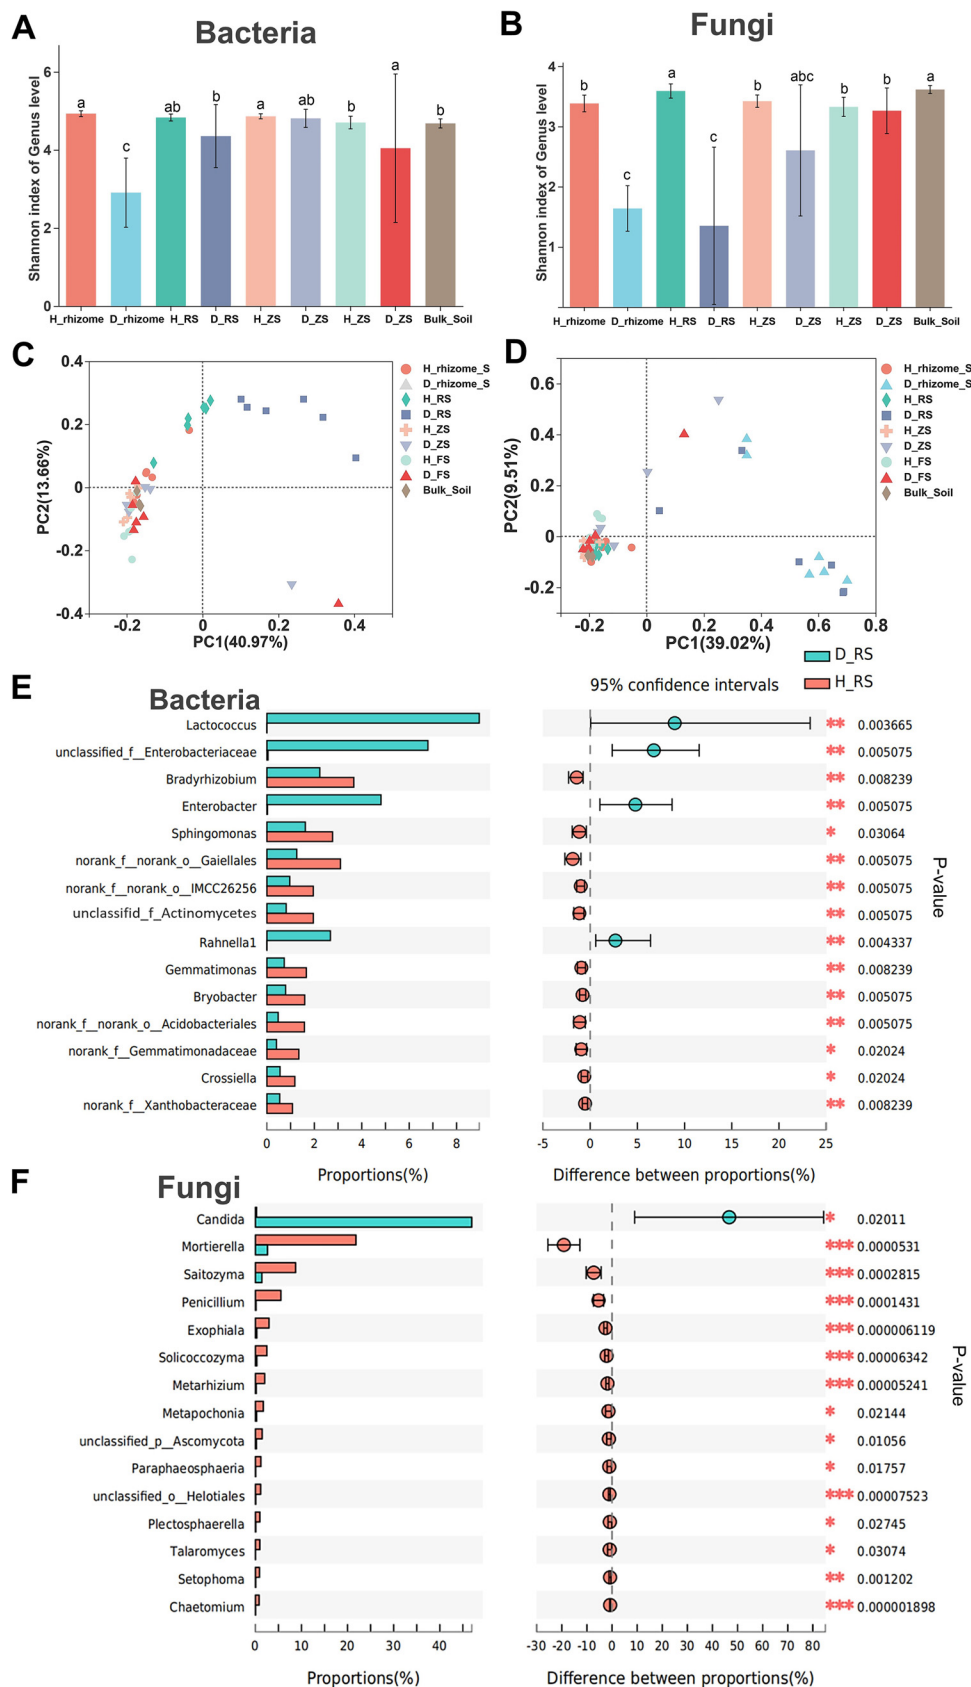 A
Bacteria
Shannon index of Genus level
6
4
2
0
a
c
ab
b
a
ab
b
a
b
H_rhizome
D_rhizome
H_RS
D_RS
H_ZS
D_ZS
H_ZS
D_ZS
Bulk_Soil
B
Fungi
Shannon index of Genus level
4
3
2
1
b
c
a
c
b
abc
b
b
a
H_rhizome
D_rhizome
H_RS
D_RS
H_ZS
D_ZS
H_ZS
D_ZS
Bulk_Soil
C
PC2(13.66%)
0.4
0.2
0
-0.2
-0.4
-0.2
0
0.2
0.4
PC1(40.97%)
H_rhizome_S
D_rhizome_S
H_RS
D_RS
H_ZS
D_ZS
H_FS
D_FS
Bulk_Soil
D
PC2(9.51%)
0.6
0.4
0.2
0
-0.2
-0.2
0
0.2
0.4
0.6
0.8
PC1(39.02%)
H_rhizome_S
D_rhizome_S
H_RS
D_RS
H_ZS
D_ZS
H_FS
D_FS
Bulk_Soil
D_RS
H_RS
E
Bacteria
95% confidence intervals
Lactococcus
** 0.003665
unclassified_f__Enterobacteriaceae
** 0.005075
Bradyrhizobium
** 0.008239
Enterobacter
** 0.005075
Sphingomonas
* 0.03064
norank_f__norank_o__Gaiellales
** 0.005075
norank_f__norank_o__IMCC26256
** 0.005075
unclassifid_f_Actinomycetes
** 0.005075
Rahnella1
** 0.004337
Gemmatimonas
** 0.008239
Bryobacter
** 0.005075
norank_f__norank_o__Acidobacteriales
** 0.005075
norank_f__Gemmatimonadaceae
* 0.02024
Crossiella
* 0.02024
norank_f__Xanthobacteraceae
** 0.008239
P-value
0 2 4 6 8
-5 0 5 10 15 20 25
Proportions(%)
Difference between proportions(%)
F
Fungi
Candida
* 0.02011
Mortierella
*** 0.0000531
Saitozyma
*** 0.0002815
Penicillium
*** 0.0001431
Exophiala
*** 0.000006119
Solicoccozyma
*** 0.00006342
Metarhizium
*** 0.00005241
Metapochonia
* 0.02144
unclassified_p__Ascomycota
* 0.01056
Paraphaeosphaeria
* 0.01757
unclassified_o__Helotiales
*** 0.00007523
Plectosphaerella
* 0.02745
Talaromyces
* 0.03074
Setophoma
** 0.001202
Chaetomium
*** 0.000001898
P-value
0 10 20 30 40
-30 -20 -10 0 10 20 30 40 50 60 70 80
Proportions(%)
Difference between proportions(%)